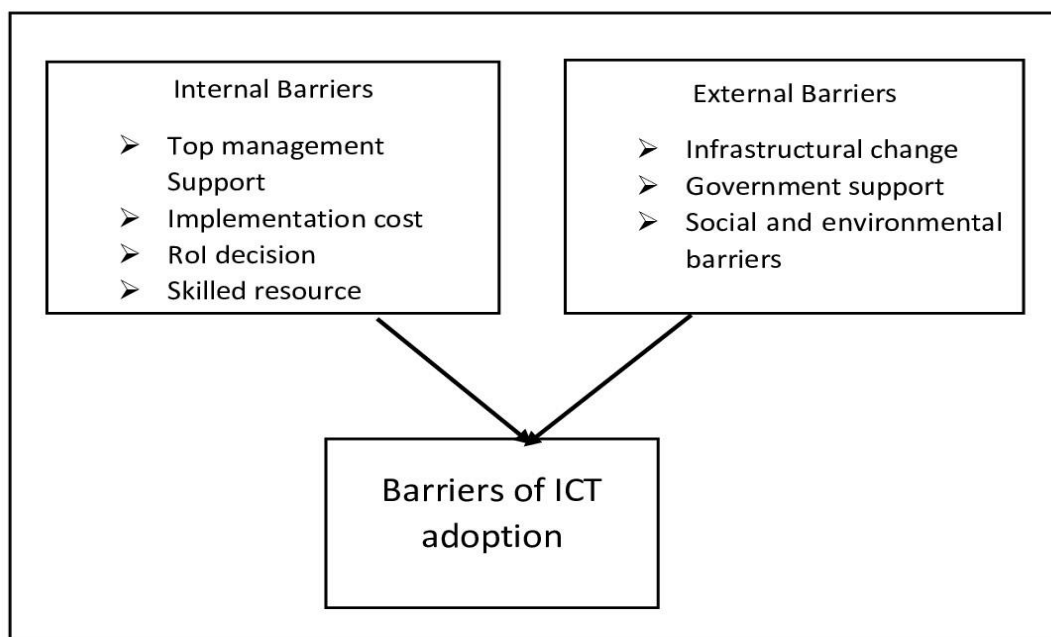 Internal Barriers
➢ Top management
Support
➢ Implementation cost
➢ RoI decision
➢ Skilled resource
External Barriers
➢ Infrastructural change
➢ Government support
➢ Social and environmental
barriers
Barriers of ICT
adoption